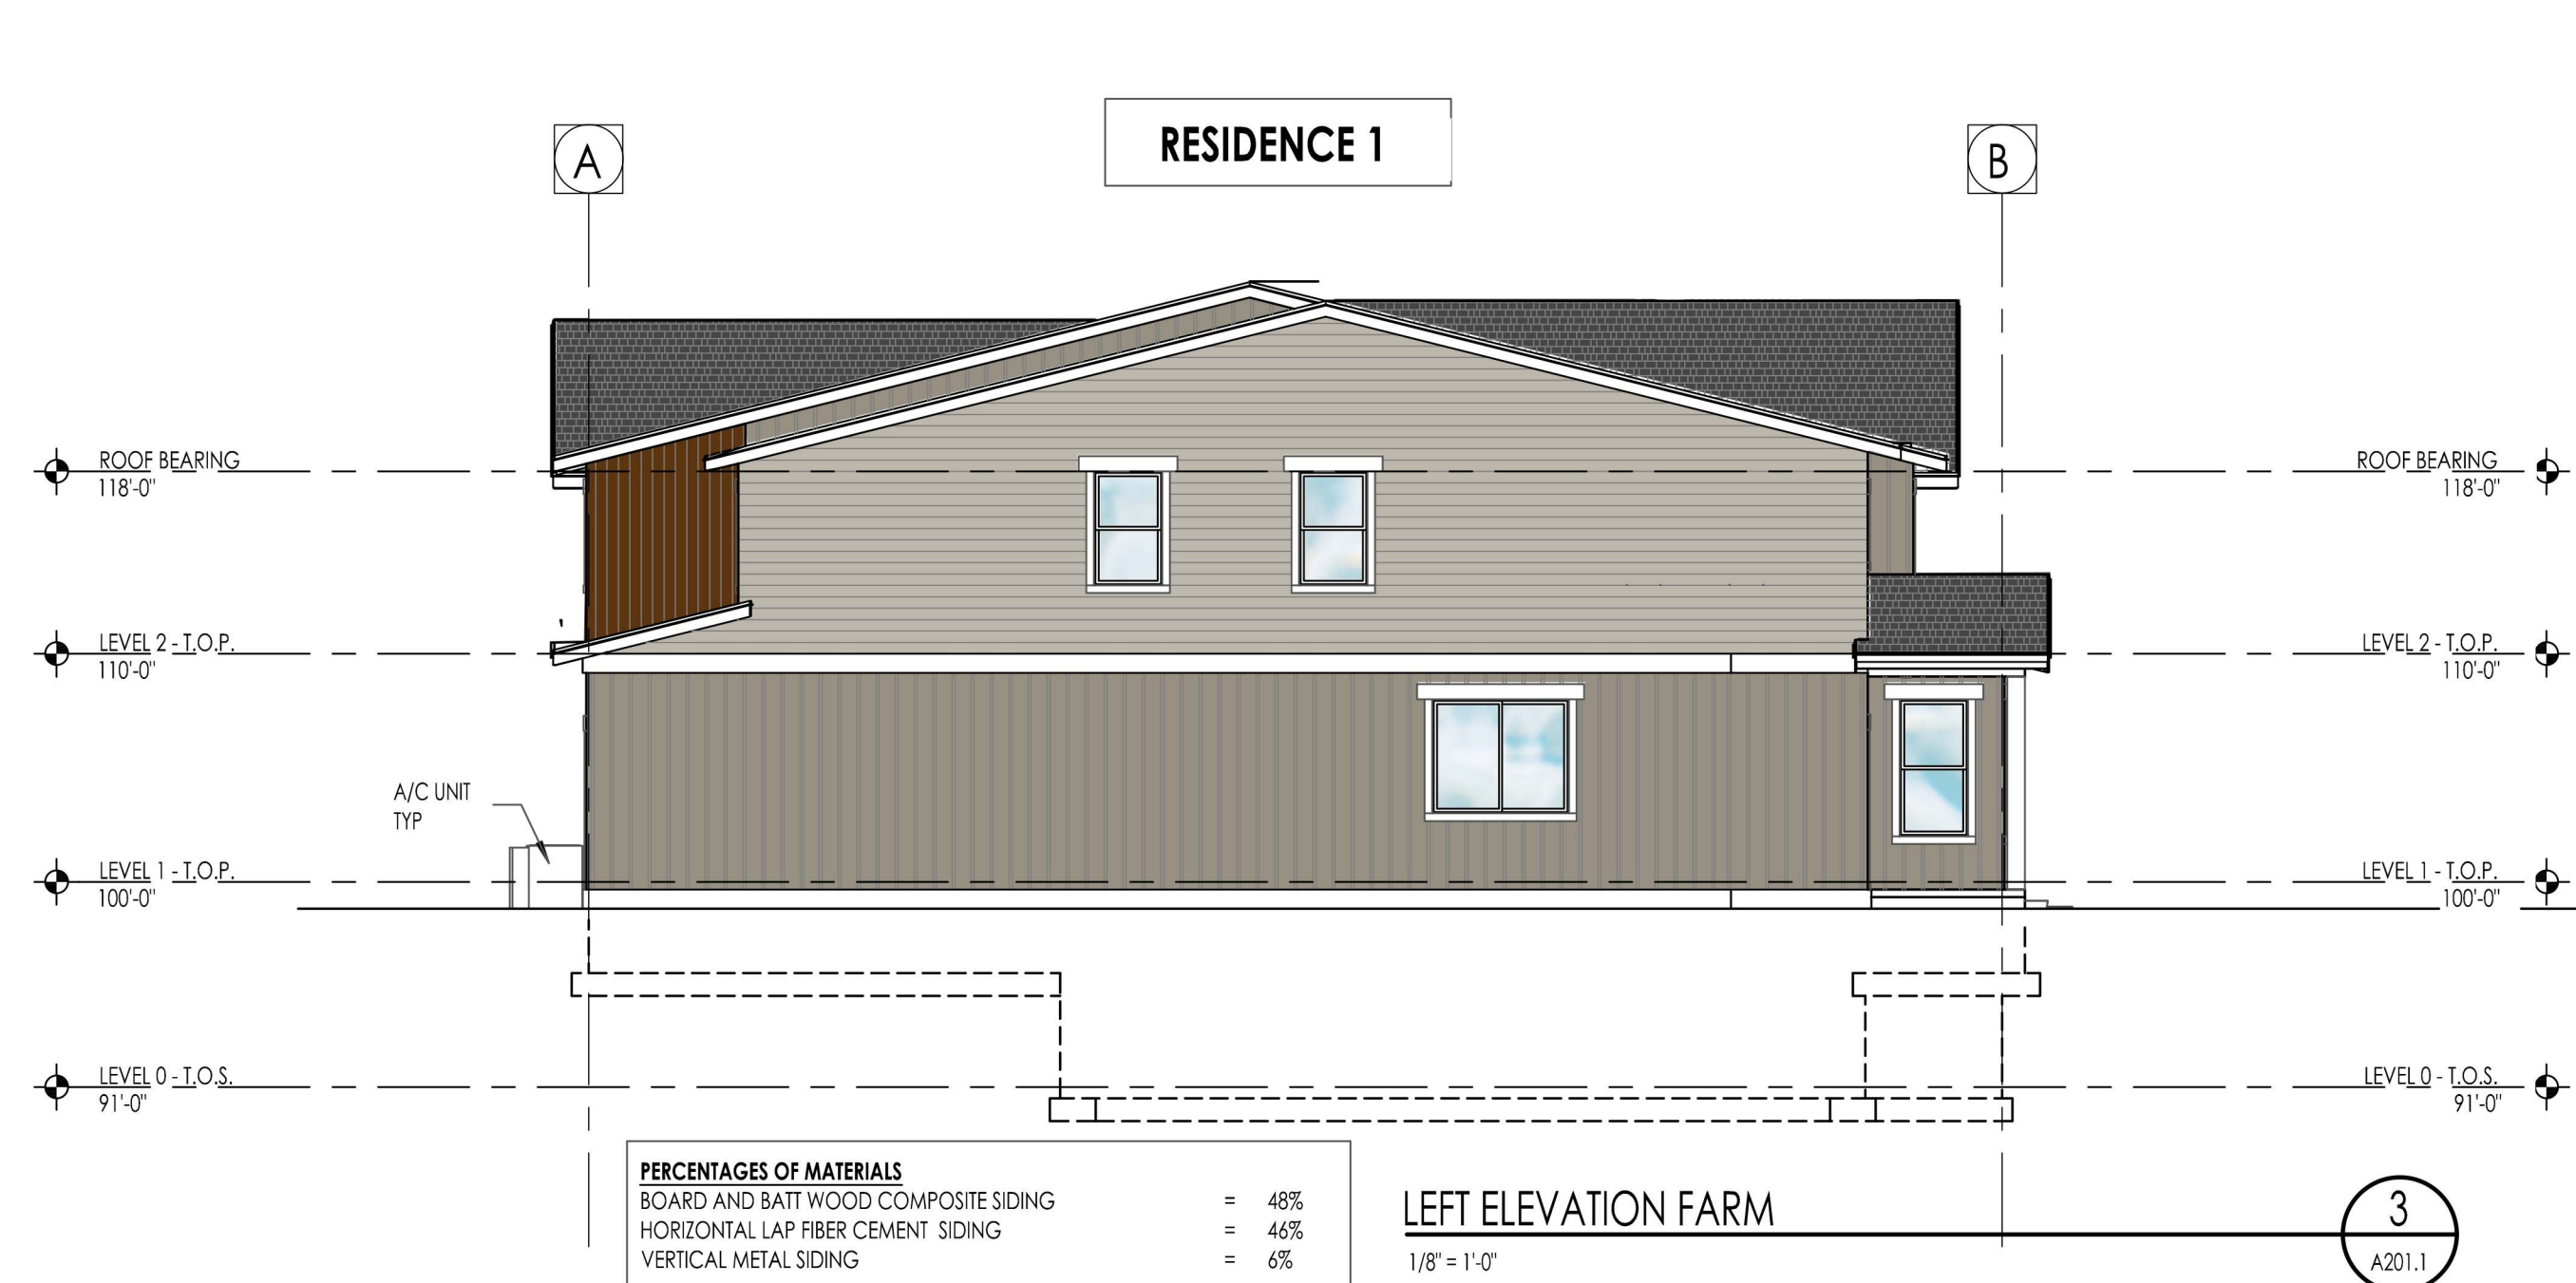 RESIDENCE 1
A
B
ROOF BEARING
118'-0"
ROOF BEARING
118'-0"
LEVEL 2 - T.O.P.
110'-0"
LEVEL 2 - T.O.P.
110'-0"
A/C UNIT
TYP
LEVEL 1 - T.O.P.
100'-0"
LEVEL 1 - T.O.P.
100'-0"
LEVEL 0 - T.O.S.
91'-0"
LEVEL 0 - T.O.S.
91'-0"
PERCENTAGES OF MATERIALS
BOARD AND BATT WOOD COMPOSITE SIDING = 48%
HORIZONTAL LAP FIBER CEMENT SIDING = 46%
VERTICAL METAL SIDING = 6%
LEFT ELEVATION FARM
1/8" = 1'-0"
3
A201.1